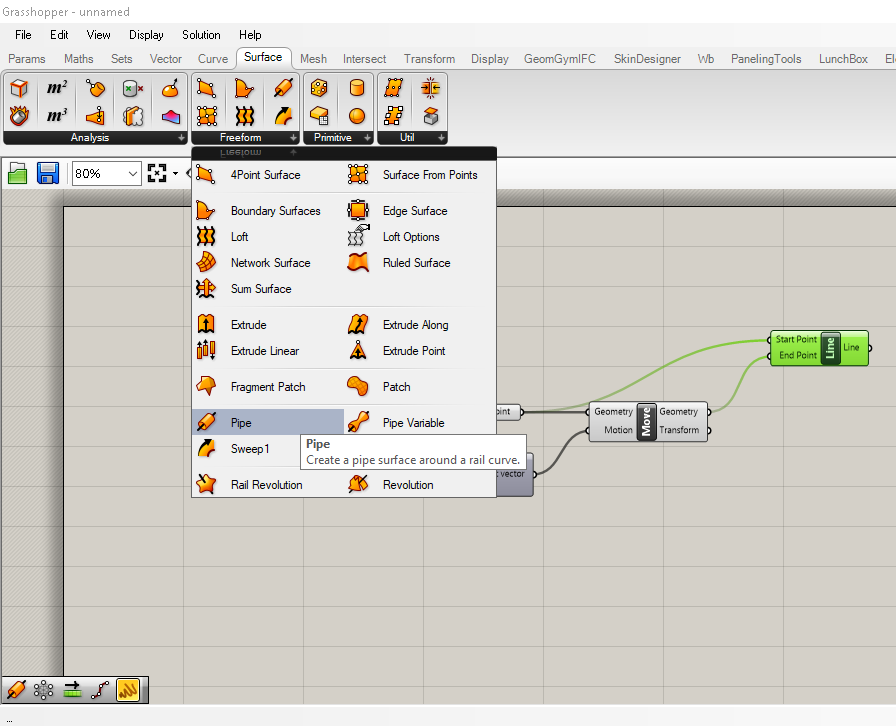 Grasshopper - unnamed
File Edit View Display Solution Help
Params Maths Sets Vector Curve Surface Mesh Intersect Transform Display GeomGymIFC SkinDesigner Wb PanelingTools LunchBox El
m²
m³
Analysis Freeform Primitive Util
Freeform
80%
4Point Surface Surface From Points
Boundary Surfaces Edge Surface
Loft Loft Options
Network Surface Ruled Surface
Sum Surface
Extrude Extrude Along
Extrude Linear Extrude Point
Fragment Patch Patch
Pipe Pipe Variable
Sweep1
Pipe
Create a pipe surface around a rail curve.
Rail Revolution Revolution
oint
t vector
Geometry Move Geometry
Motion Transform
Start Point Line Line
End Point
...